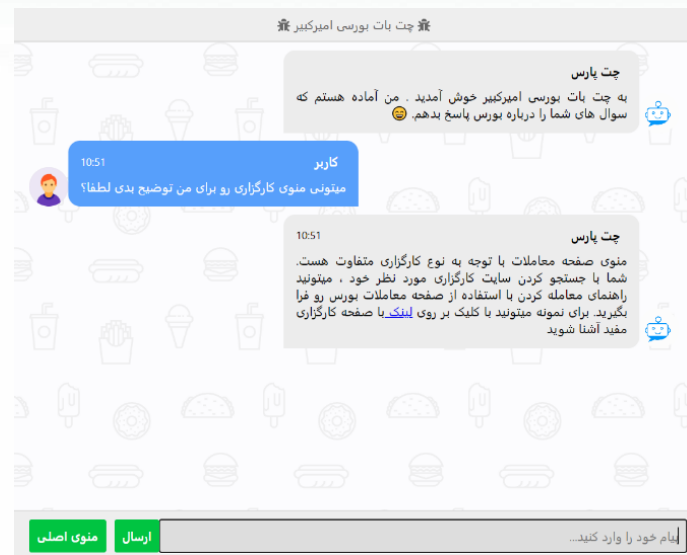 چت بات بورسی امیرکبیر
چت پارس
به چت بات بورسی امیرکبیر خوش آمدید . من آماده هستم که
سوال های شما را درباره بورس پاسخ بدهم. 😄
کاربر 10:51
میتونی منوی کارگزاری رو برای من توضیح بدی لطفا؟
چت پارس 10:51
منوی صفحه معاملات با توجه به نوع کارگزاری متفاوت هست.
شما با جستجو کردن سایت کارگزاری مورد نظر خود ، میتونید
راهنمای معامله کردن با استفاده از صفحه معاملات بورس رو فرا
بگیرید. برای نمونه میتونید با کلیک بر روی لینک با صفحه کارگزاری
مفید آشنا شوید
پیام خود را وارد کنید... ارسال منوی اصلی